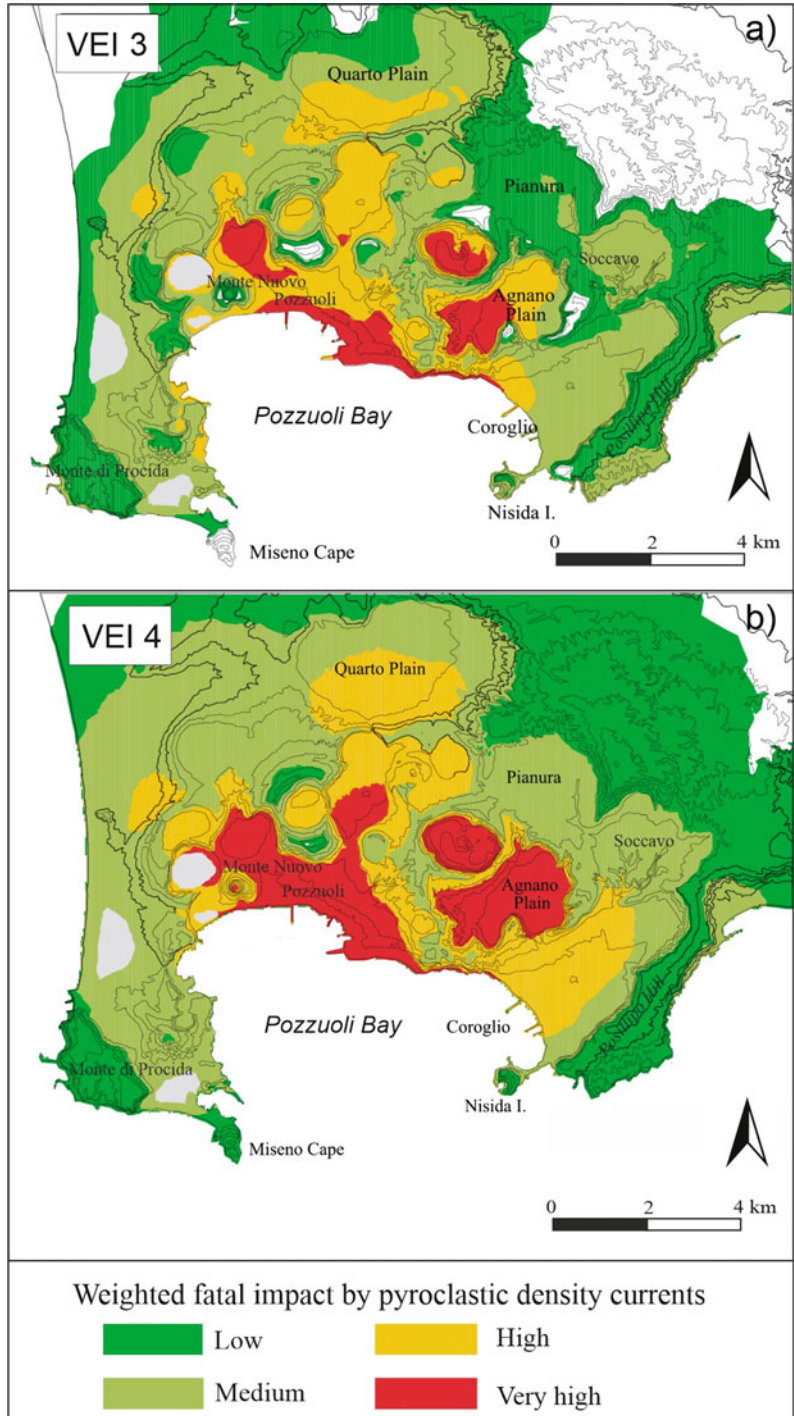 VEI 3
a)
Quarto Plain
Pianura
Soccavo
Monte Nuovo
Pozzuoli
Agnano
Plain
Pozzuoli Bay
Coroglio
Posillipo Hill
Monte di Procida
Nisida I.
Miseno Cape
0 2 4 km
VEI 4
b)
Quarto Plain
Pianura
Soccavo
Monte Nuovo
Pozzuoli
Agnano
Plain
Pozzuoli Bay
Coroglio
Posillipo Hill
Monte di Procida
Nisida I.
Miseno Cape
0 2 4 km
Weighted fatal impact by pyroclastic density currents
Low
High
Medium
Very high